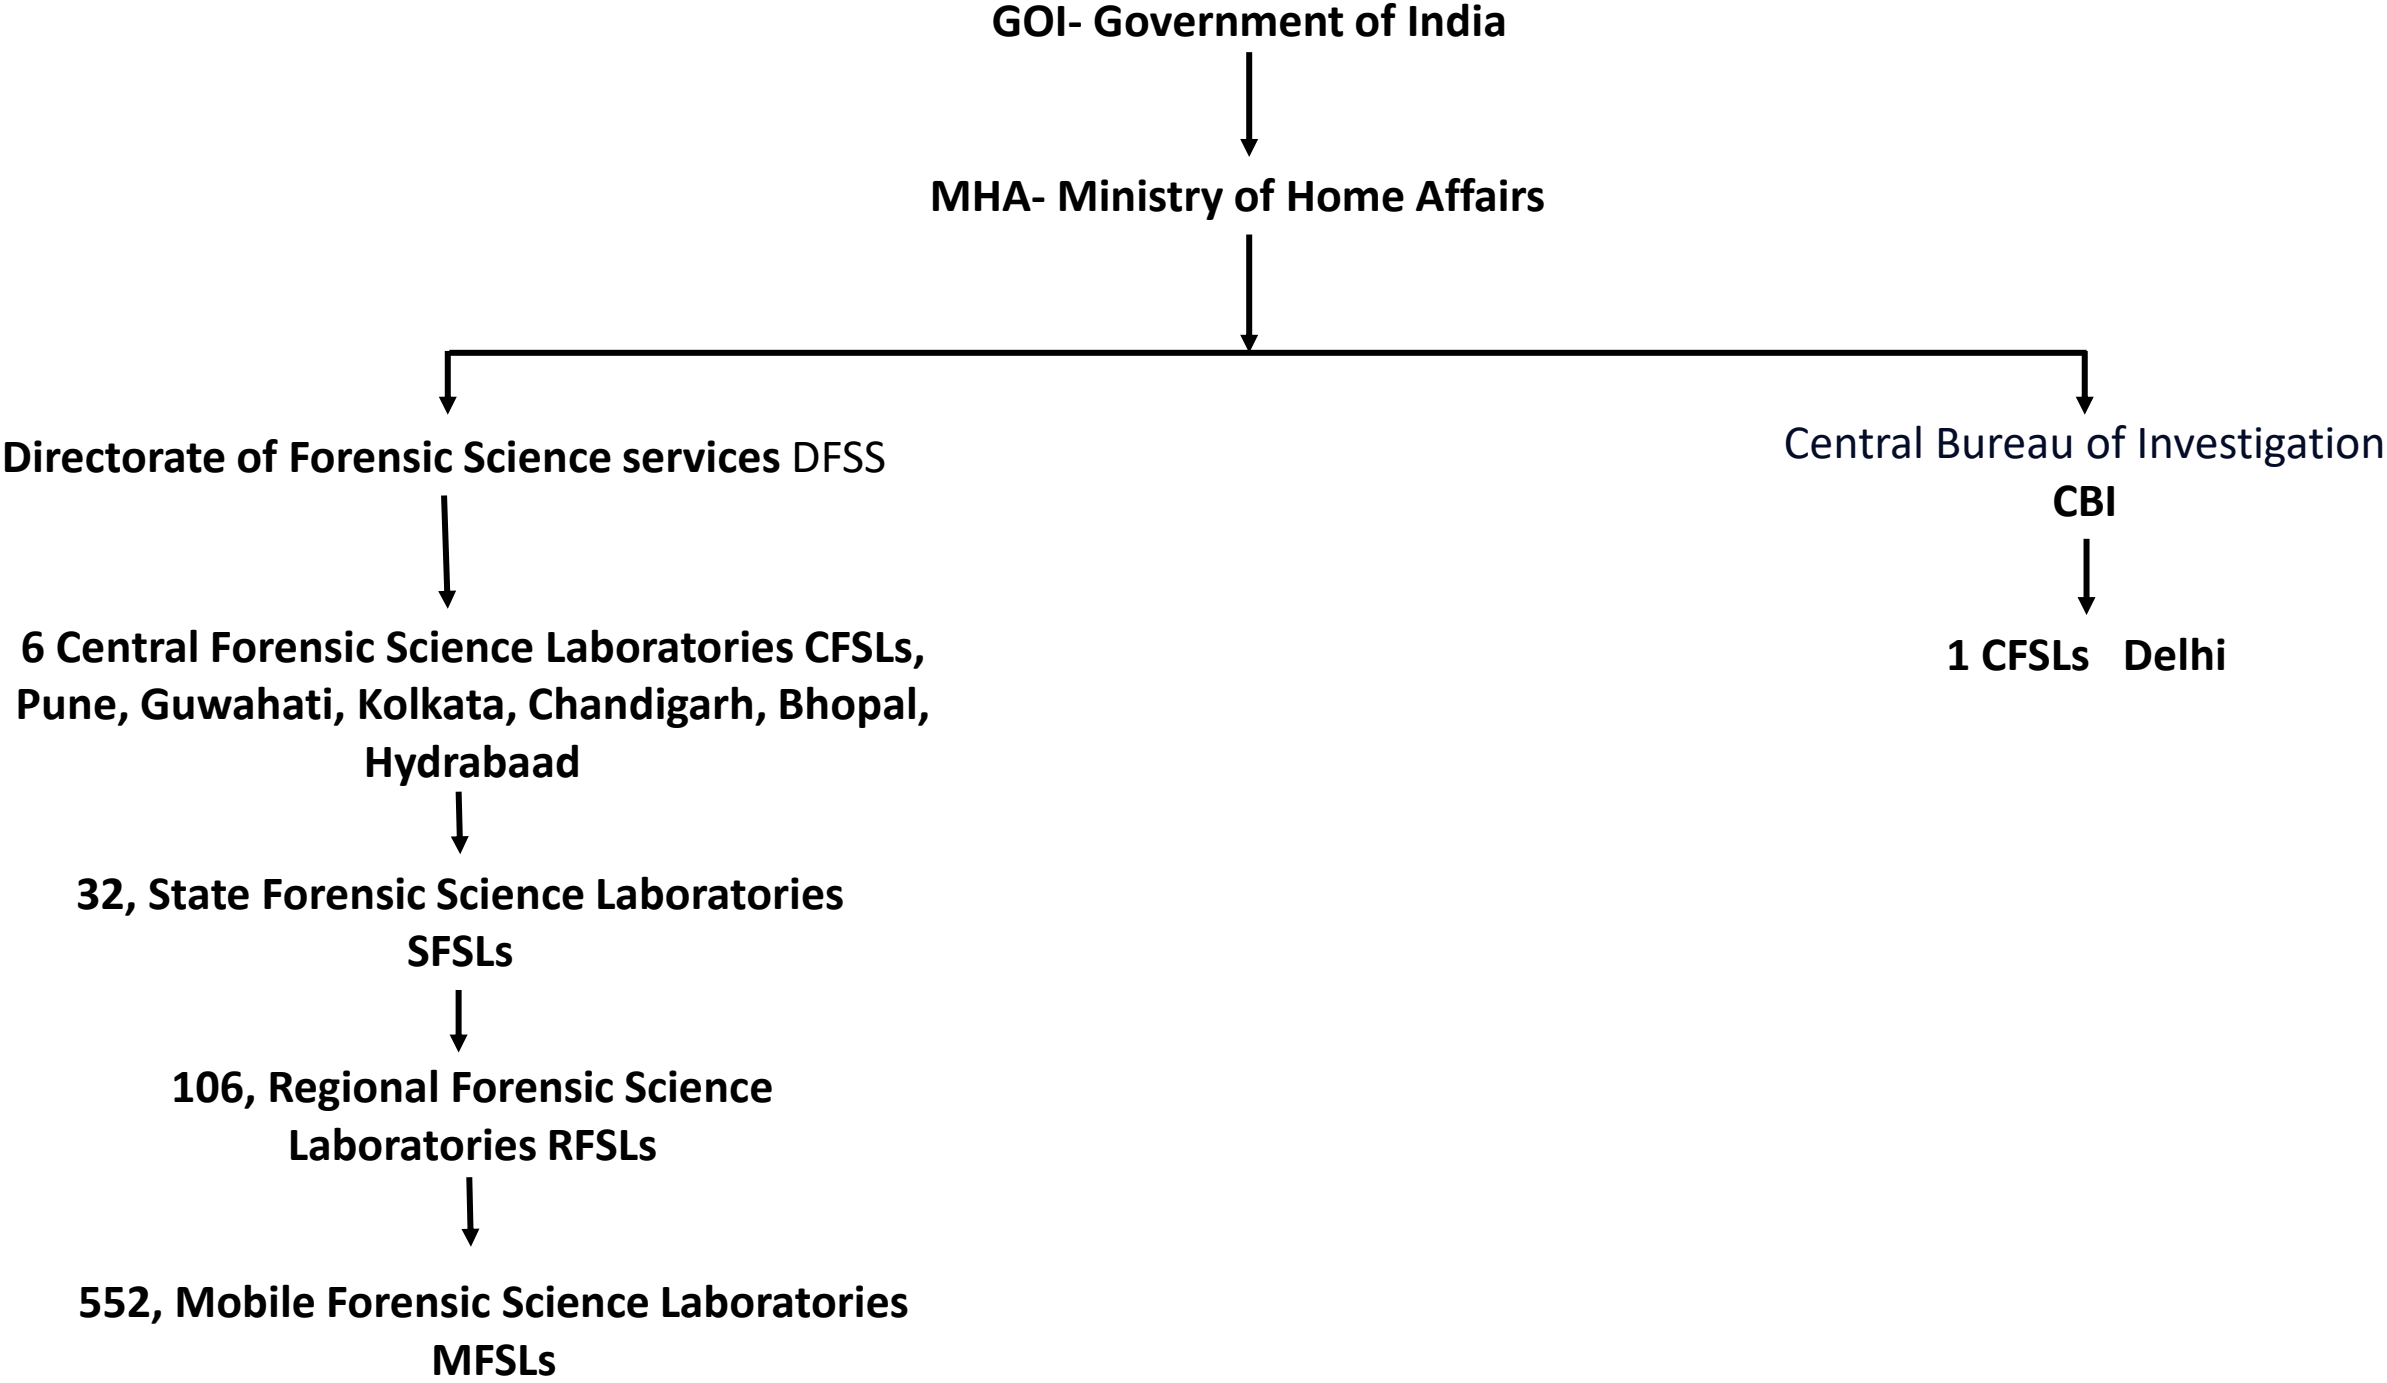 GOI- Government of India
MHA- Ministry of Home Affairs
Directorate of Forensic Science services DFSS
Central Bureau of Investigation
CBI
6 Central Forensic Science Laboratories CFSLs,
Pune, Guwahati, Kolkata, Chandigarh, Bhopal,
Hydrabaad
1 CFSLs Delhi
32, State Forensic Science Laboratories
SFSLs
106, Regional Forensic Science
Laboratories RFSLs
552, Mobile Forensic Science Laboratories
MFSLs